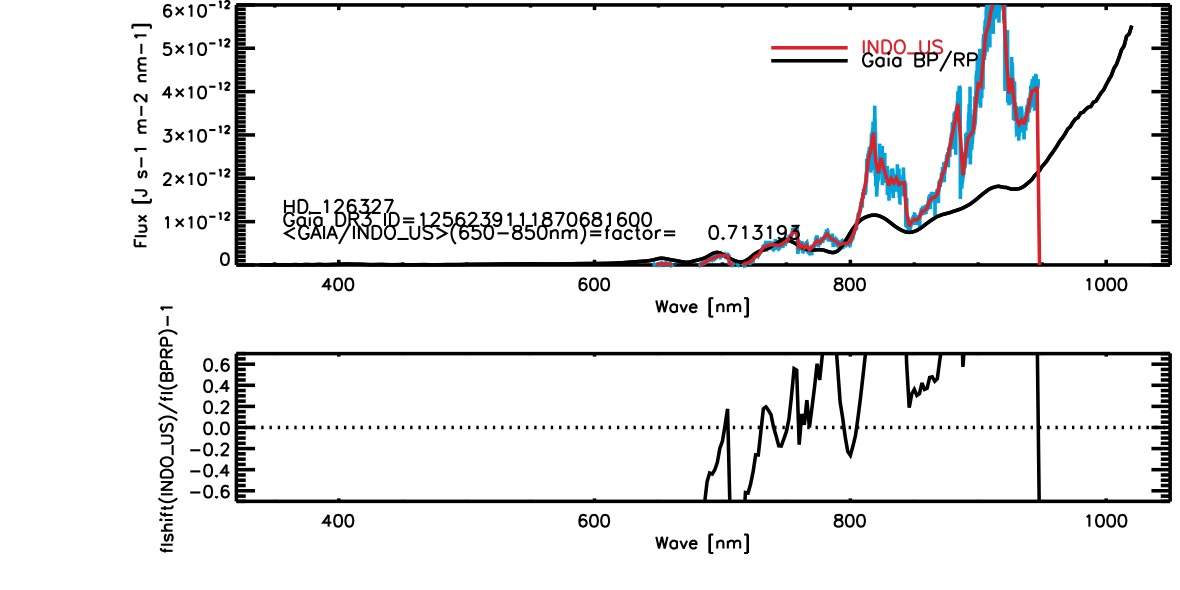 6×10−12
5×10−12
4×10−12
3×10−12
2×10−12
1×10−12
0
Flux [J s−1 m−2 nm−1]
INDO_US
Gaia BP/RP
HD_126327
Gaia DR3 ID=1256239111870681600
<GAIA/INDO_US>(650−850nm)=factor= 0.713193
400 600 800 1000
Wave [nm]
flshift(INDO_US)/fl(BPRP)−1
0.6
0.4
0.2
0.0
−0.2
−0.4
−0.6
400 600 800 1000
Wave [nm]